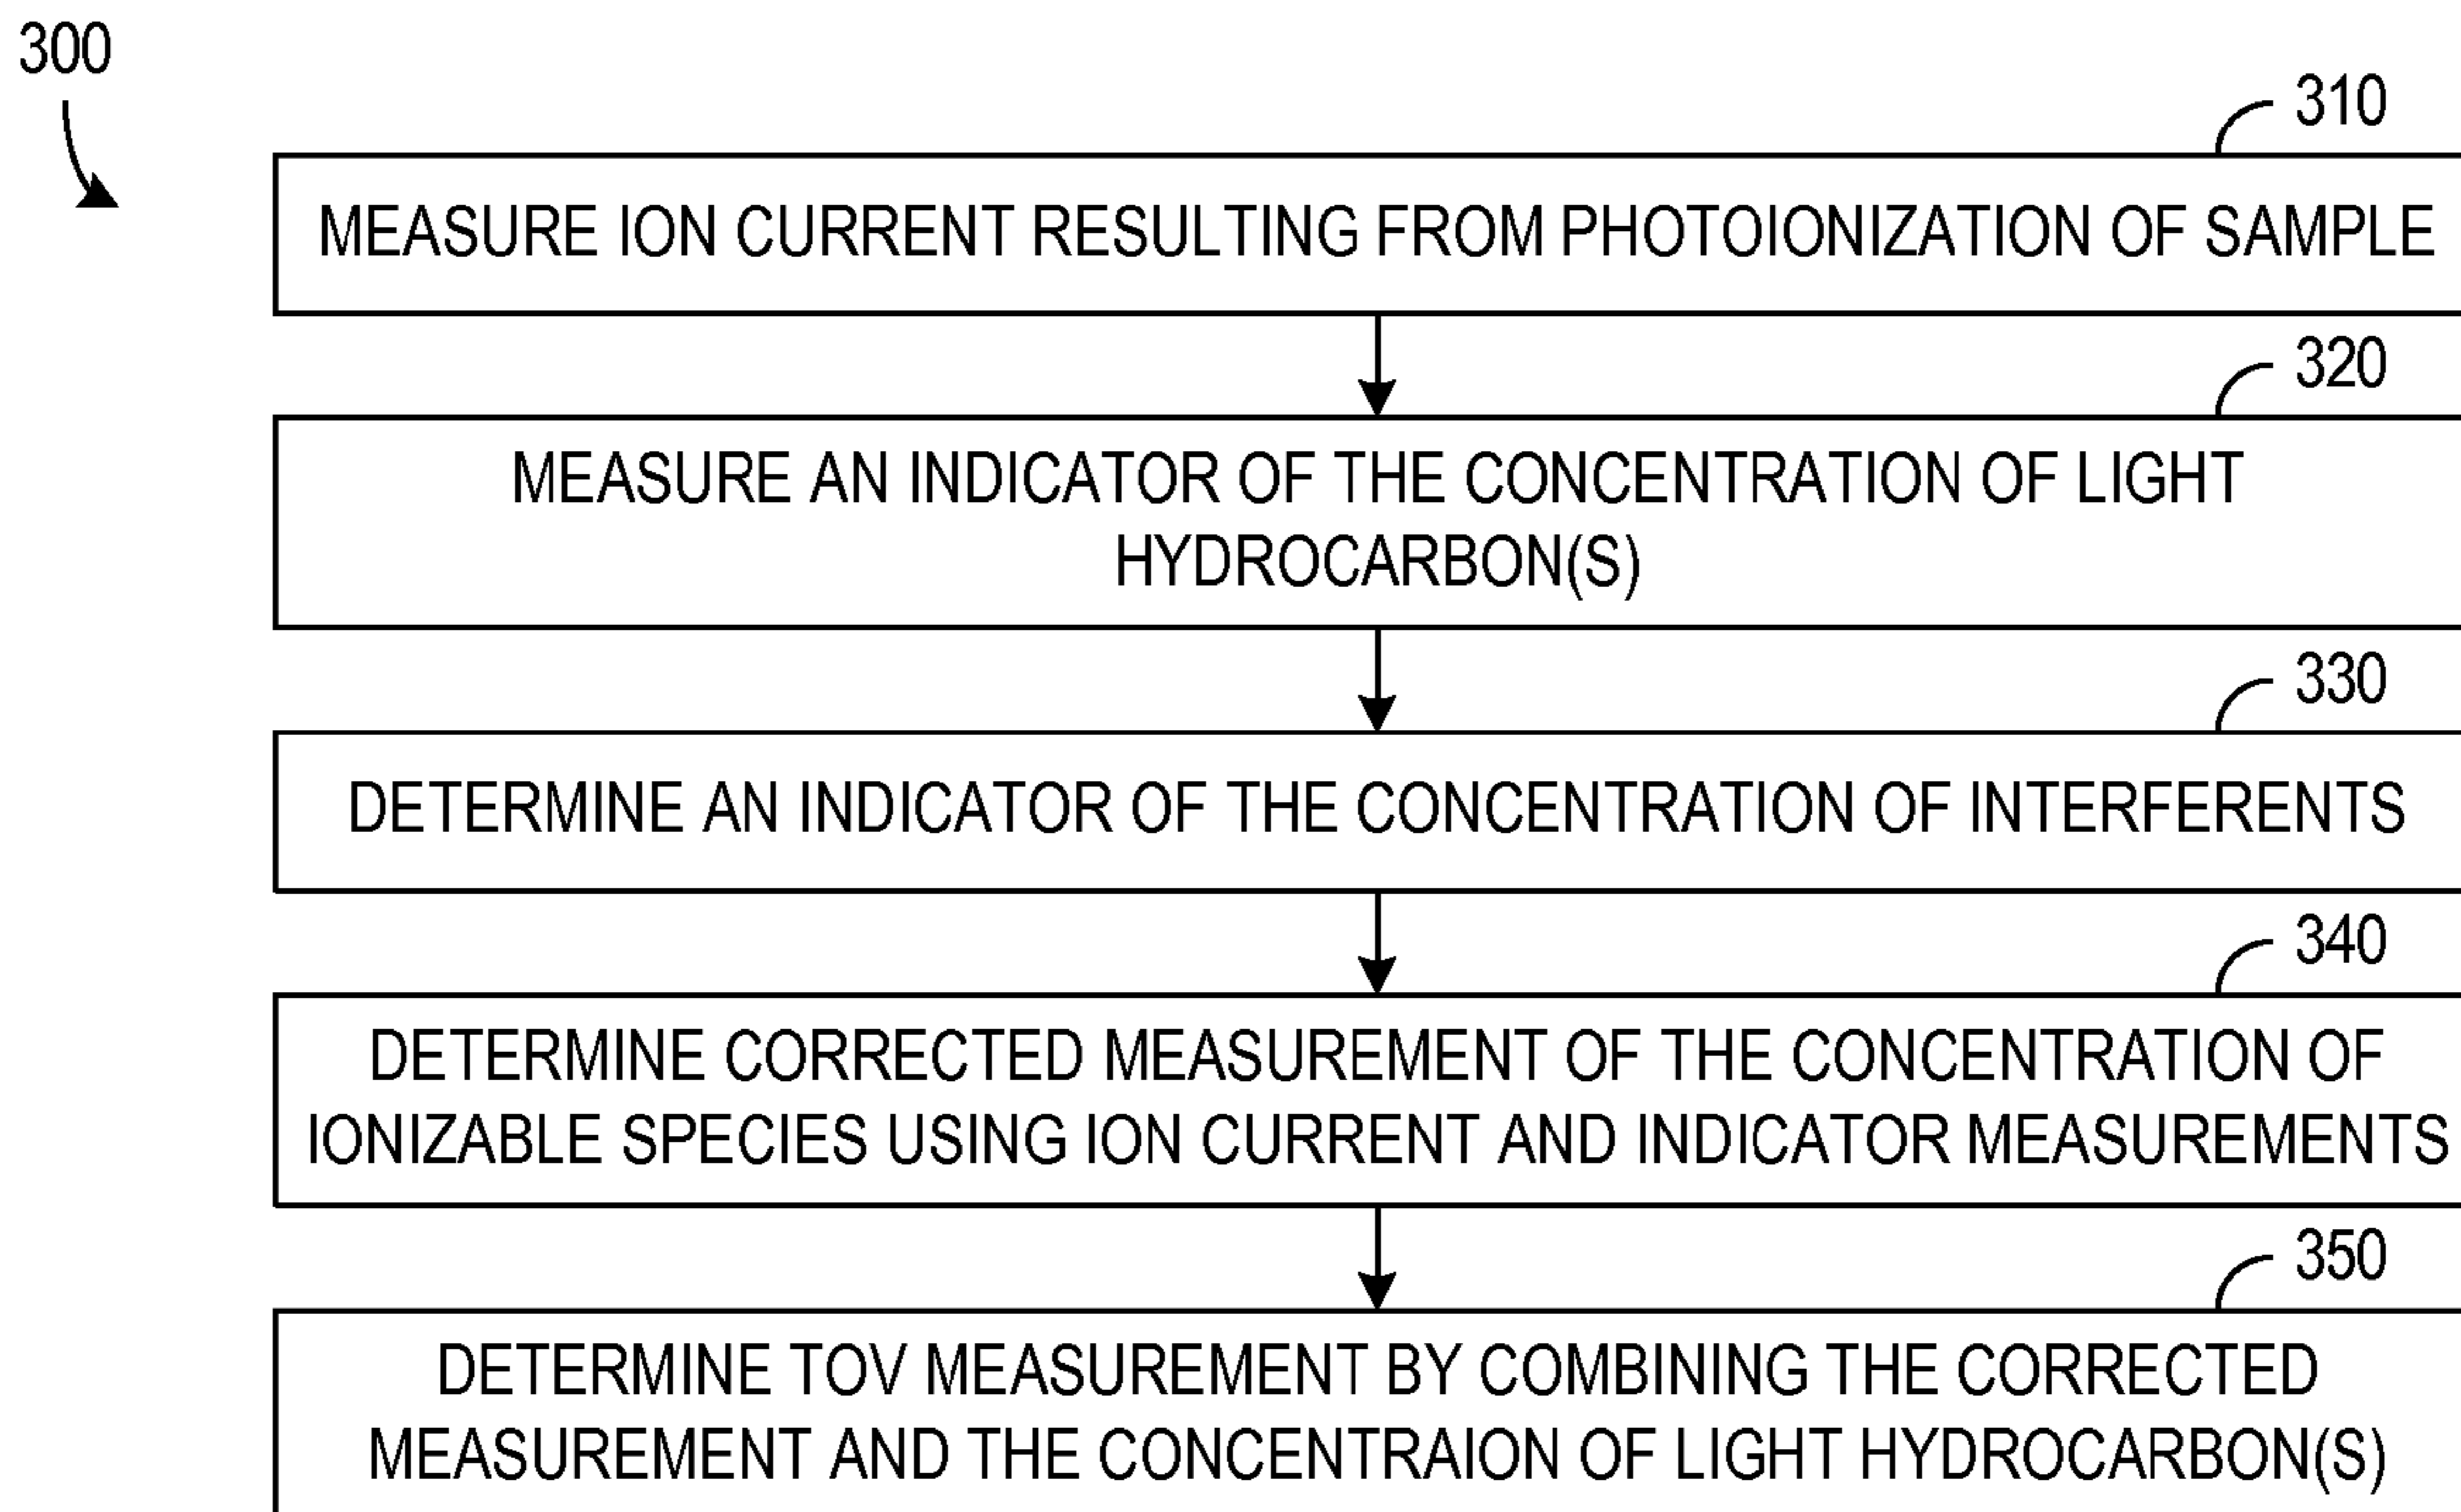 300
310
MEASURE ION CURRENT RESULTING FROM PHOTOIONIZATION OF SAMPLE
320
MEASURE AN INDICATOR OF THE CONCENTRATION OF LIGHT
HYDROCARBON(S)
330
DETERMINE AN INDICATOR OF THE CONCENTRATION OF INTERFERENTS
340
DETERMINE CORRECTED MEASUREMENT OF THE CONCENTRATION OF
IONIZABLE SPECIES USING ION CURRENT AND INDICATOR MEASUREMENTS
350
DETERMINE TOV MEASUREMENT BY COMBINING THE CORRECTED
MEASUREMENT AND THE CONCENTRAION OF LIGHT HYDROCARBON(S)